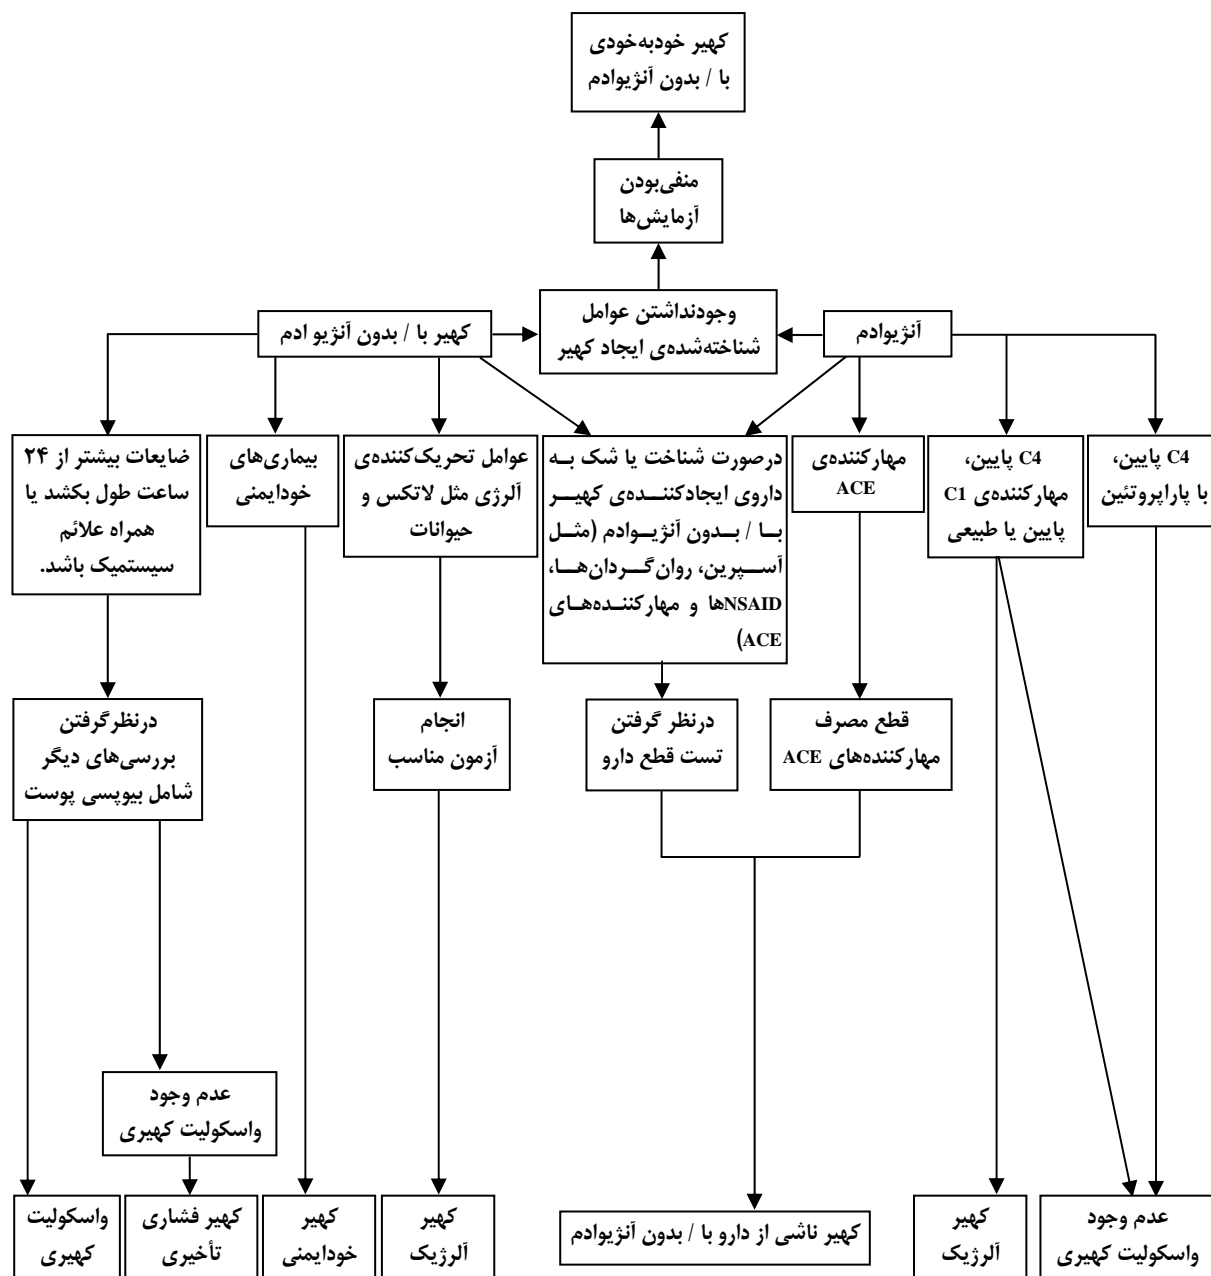 کهیر خودبه‌خودی
با / بدون آنژیوادم
منفی‌بودن
آزمایش‌ها
وجودنداشتن عوامل
شناخته‌شده‌ی ایجاد کهیر
آنژیوادم
کهیر با / بدون آنژیو ادم
C4 پایین،
با پاراپروتئین
C4 پایین،
مهارکننده‌ی C1
پایین یا طبیعی
مهارکننده‌ی
ACE
درصورت شناخت یا شک به
داروی ایجادکننده‌ی کهیر
با / بدون آنژیوادم (مثل
آسپرین، روان‌گردان‌ها،
NSAIDها و مهارکننده‌های
ACE)
عوامل تحریک‌کننده‌ی
آلرژی مثل لاتکس و
حیوانات
بیماری‌های
خودایمنی
ضایعات بیشتر از ۲۴
ساعت طول بکشد یا
همراه علائم
سیستمیک باشد.
قطع مصرف
مهارکننده‌های ACE
درنظر گرفتن
تست قطع دارو
انجام
آزمون مناسب
درنظرگرفتن
بررسی‌های دیگر
شامل بیوپسی پوست
عدم وجود
واسکولیت کهیری
عدم وجود
واسکولیت کهیری
کهیر
آلرژیک
کهیر ناشی از دارو با / بدون آنژیوادم
کهیر
آلرژیک
کهیر
خودایمنی
کهیر فشاری
تأخیری
واسکولیت
کهیری